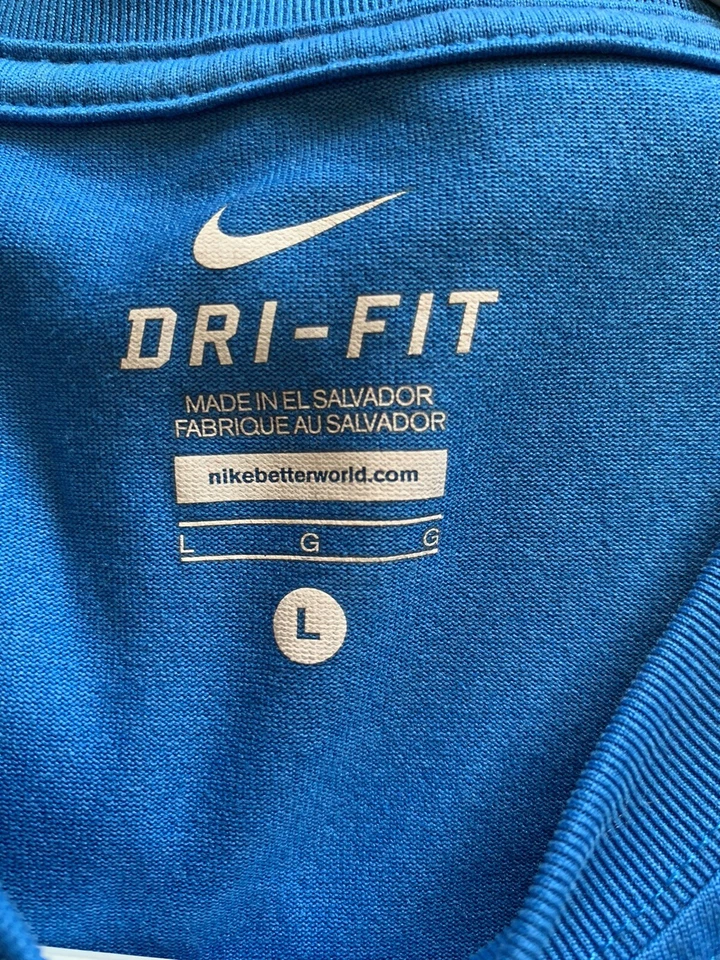 DRI-FIT
MADE IN EL SALVADOR
FABRIQUE AU SALVADOR
nikebetterworld.com
L G G
L